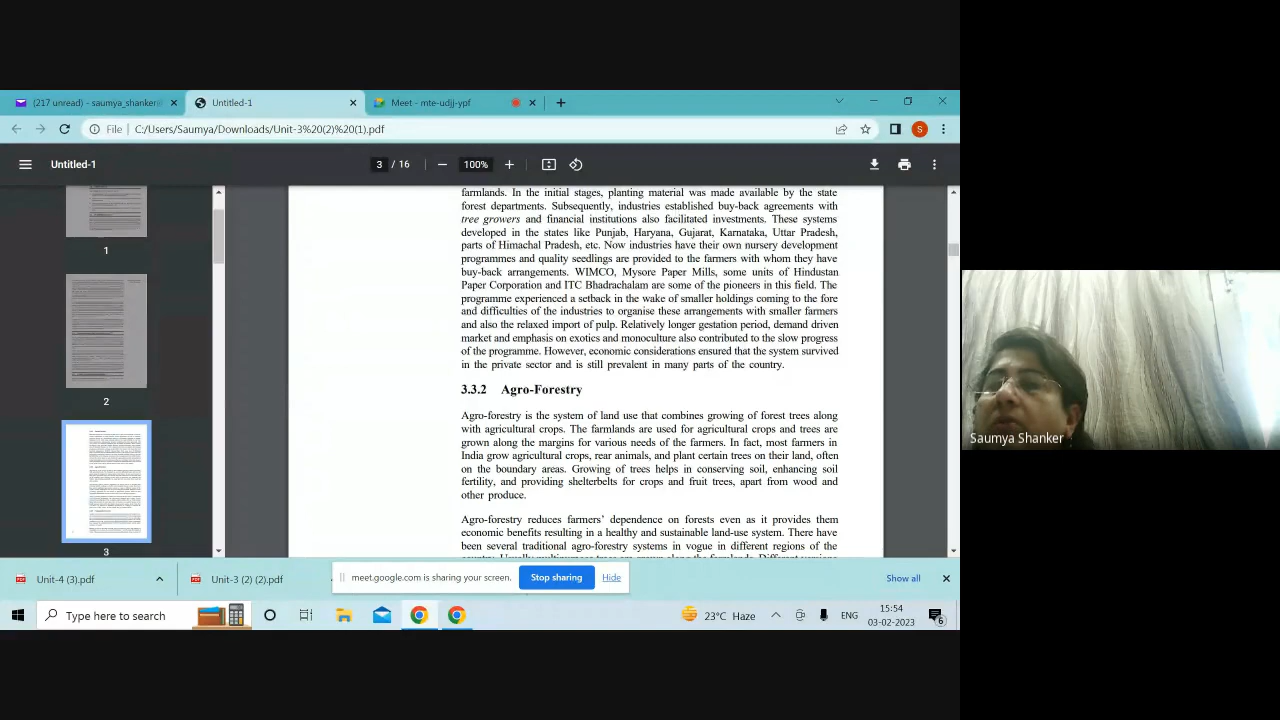 (217 unread) - saumya_shanker@
Untitled-1
Meet - mte-udjj-ypf
File
C:/Users/Saumya/Downloads/Unit-3%20(2)%20(1).pdf
S
Untitled-1
3 / 16
100%
farmlands. In the initial stages, planting material was made available by the state
forest departments. Subsequently, industries established buy-back agreements with
tree growers and financial institutions also facilitated investments. These systems
developed in the states like Punjab, Haryana, Gujarat, Karnataka, Uttar Pradesh,
parts of Himachal Pradesh, etc. Now industries have their own nursery development
programmes and quality seedlings are provided to the farmers with whom they have
buy-back arrangements. WIMCO, Mysore Paper Mills, some units of Hindustan
Paper Corporation and ITC Bhadrachalam are some of the pioneers in this field. The
programme experienced a setback in the wake of smaller holdings coming to the fore
and difficulties of the industries to organise these arrangements with smaller farmers
and also the relaxed import of pulp. Relatively longer gestation period, demand driven
market and emphasis on exotics and monoculture also contributed to the slow progress
of the programme. However, economic considerations ensured that the system survived
in the private sector and is still prevalent in many parts of the country.
3.3.2 Agro-Forestry
Agro-forestry is the system of land use that combines growing of forest trees along
with agricultural crops. The farmlands are used for agricultural crops and trees are
grown along the margins for various needs of the farmers. In fact, most farmers in
India grow agricultural crops, rear animals, and plant certain trees on their land, often
on the boundary areas. Growing of trees helps in conserving soil, enhancing soil
fertility, and providing shelterbelts for crops and fruit trees, apart from wood and
other produce.
Agro-forestry reduces farmers' dependence on forests even as it provides them
economic benefits resulting in a healthy and sustainable land-use system. There have
been several traditional agro-forestry systems in vogue in different regions of the
1
2
3
Saumya Shanker
Unit-4 (3).pdf
Unit-3 (2) (2).pdf
meet.google.com is sharing your screen.
Stop sharing
Hide
Show all
Type here to search
23°C Haze
ENG
15:54
03-02-2023
6